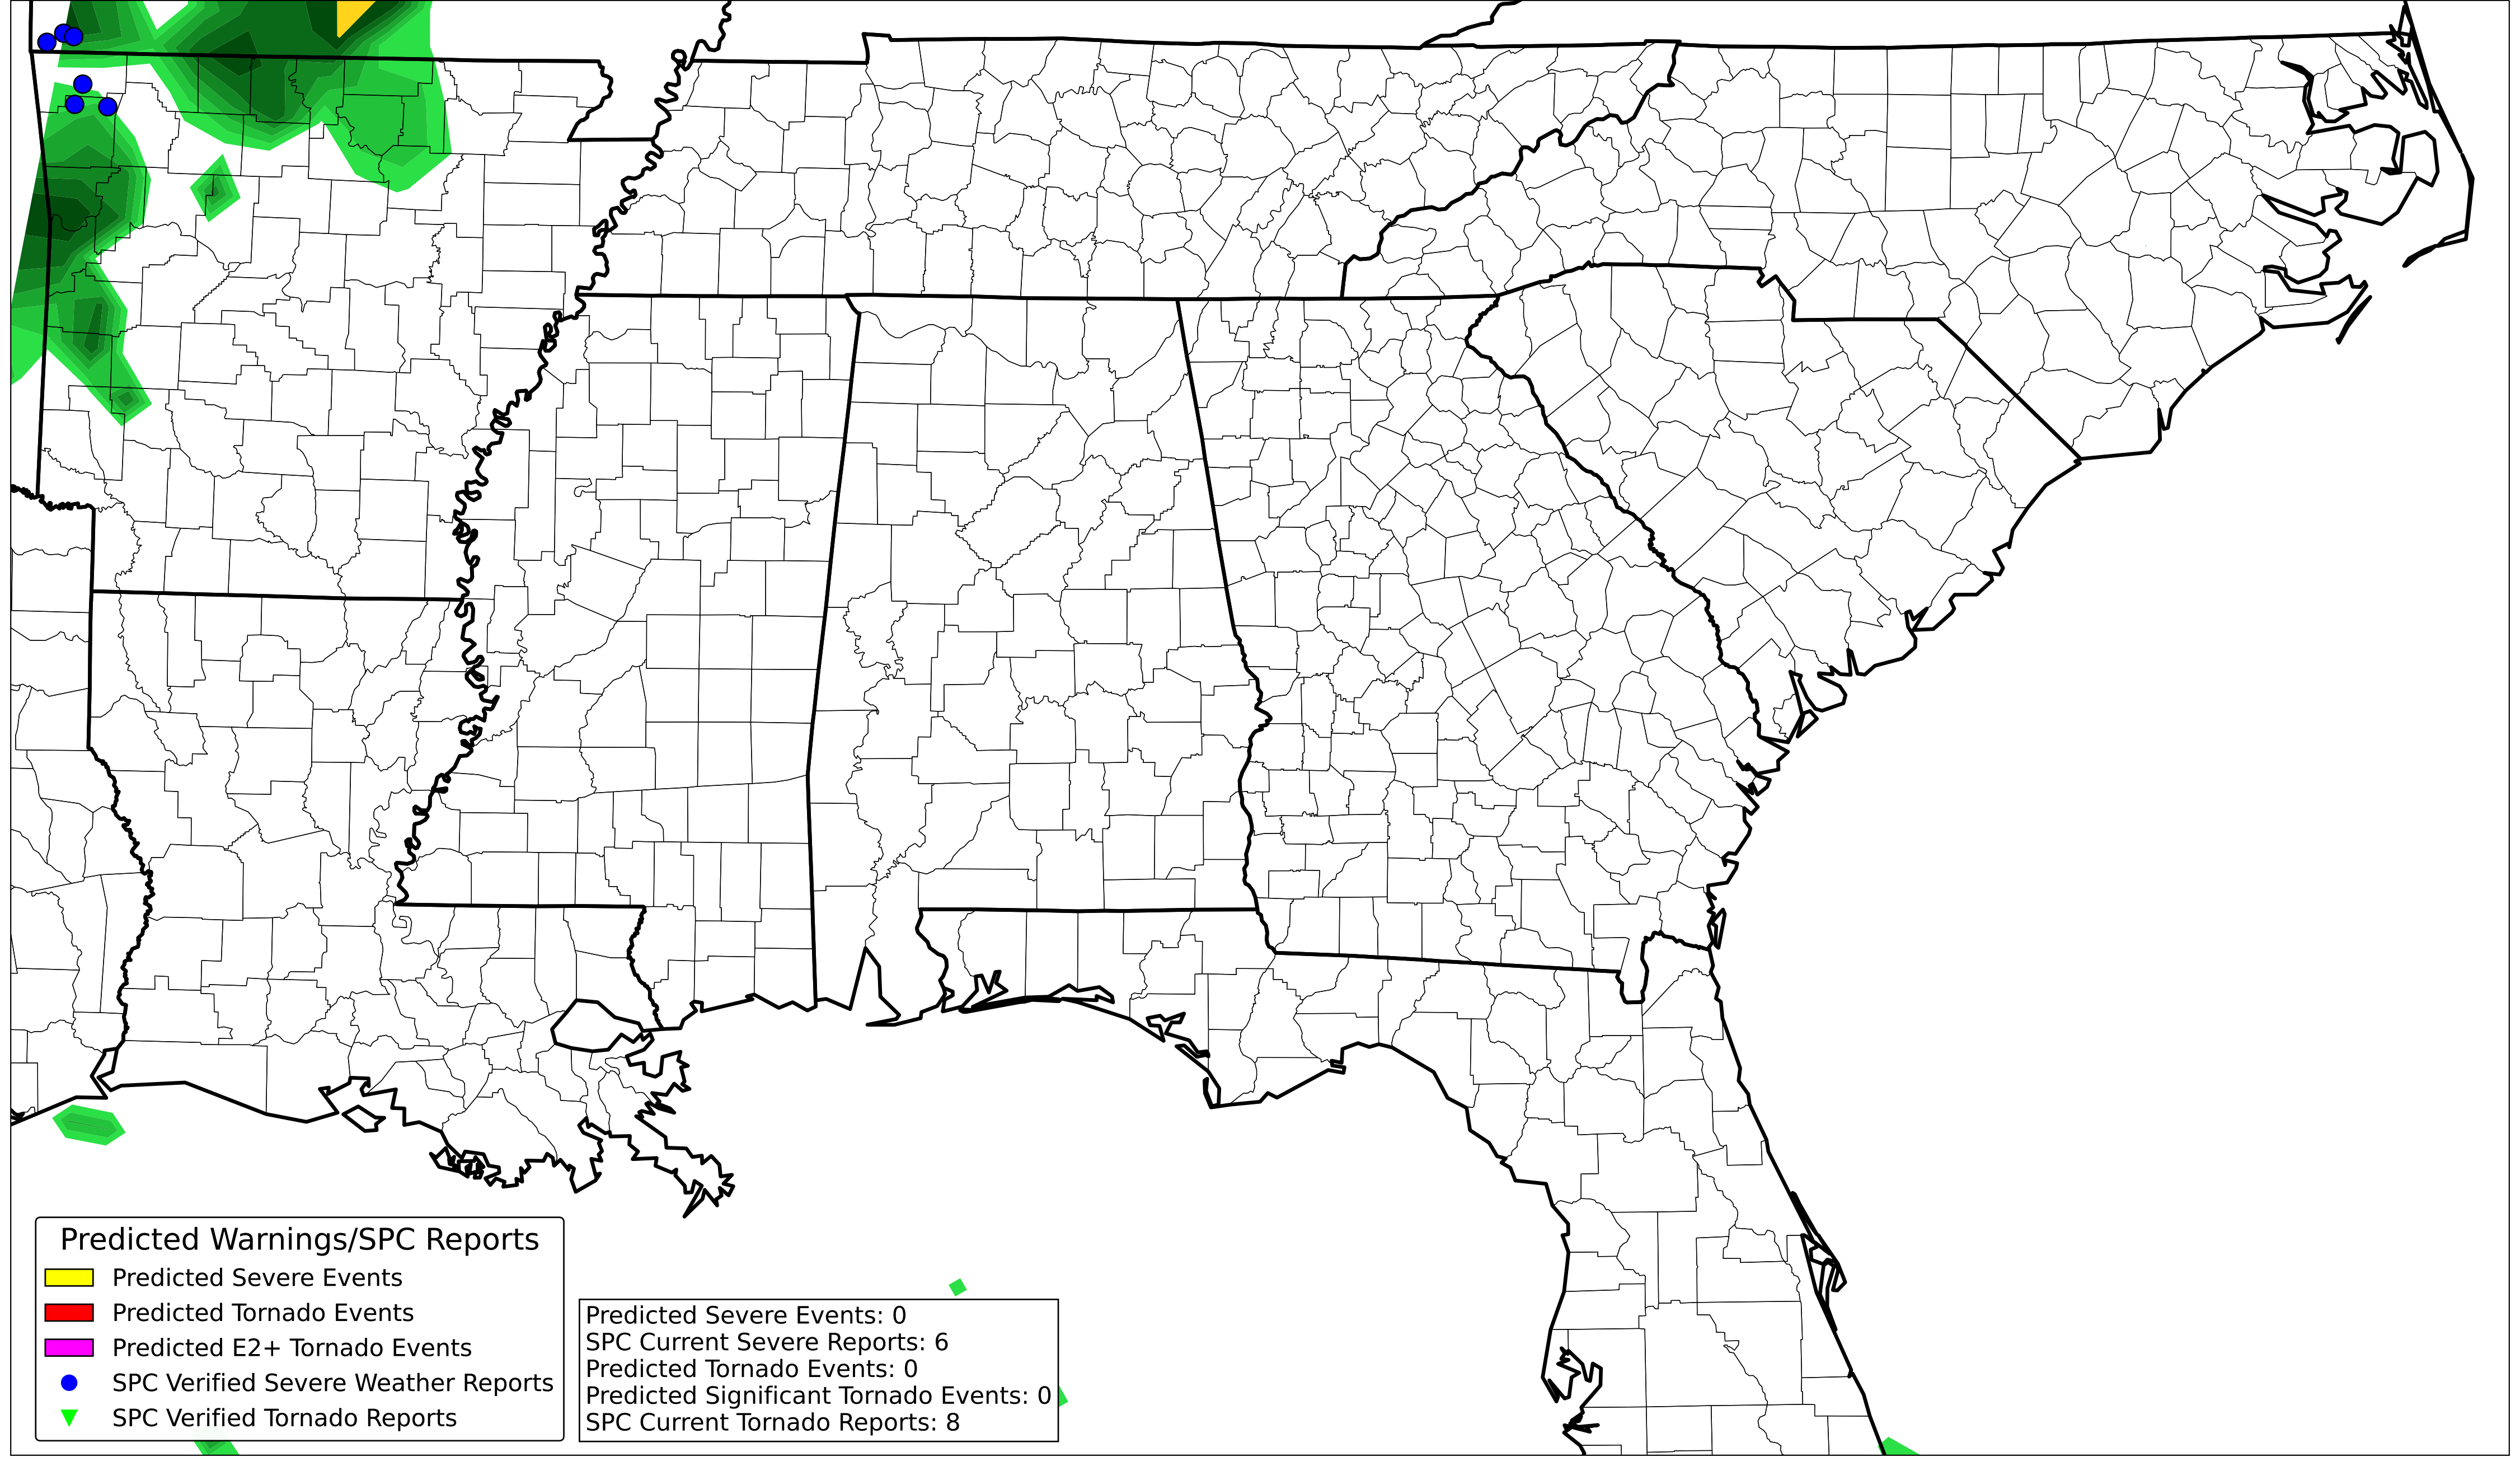 Predicted Warnings/SPC Reports
Predicted Severe Events
Predicted Tornado Events
Predicted E2+ Tornado Events
SPC Verified Severe Weather Reports
SPC Verified Tornado Reports
Predicted Severe Events: 0
SPC Current Severe Reports: 6
Predicted Tornado Events: 0
Predicted Significant Tornado Events: 0
SPC Current Tornado Reports: 8